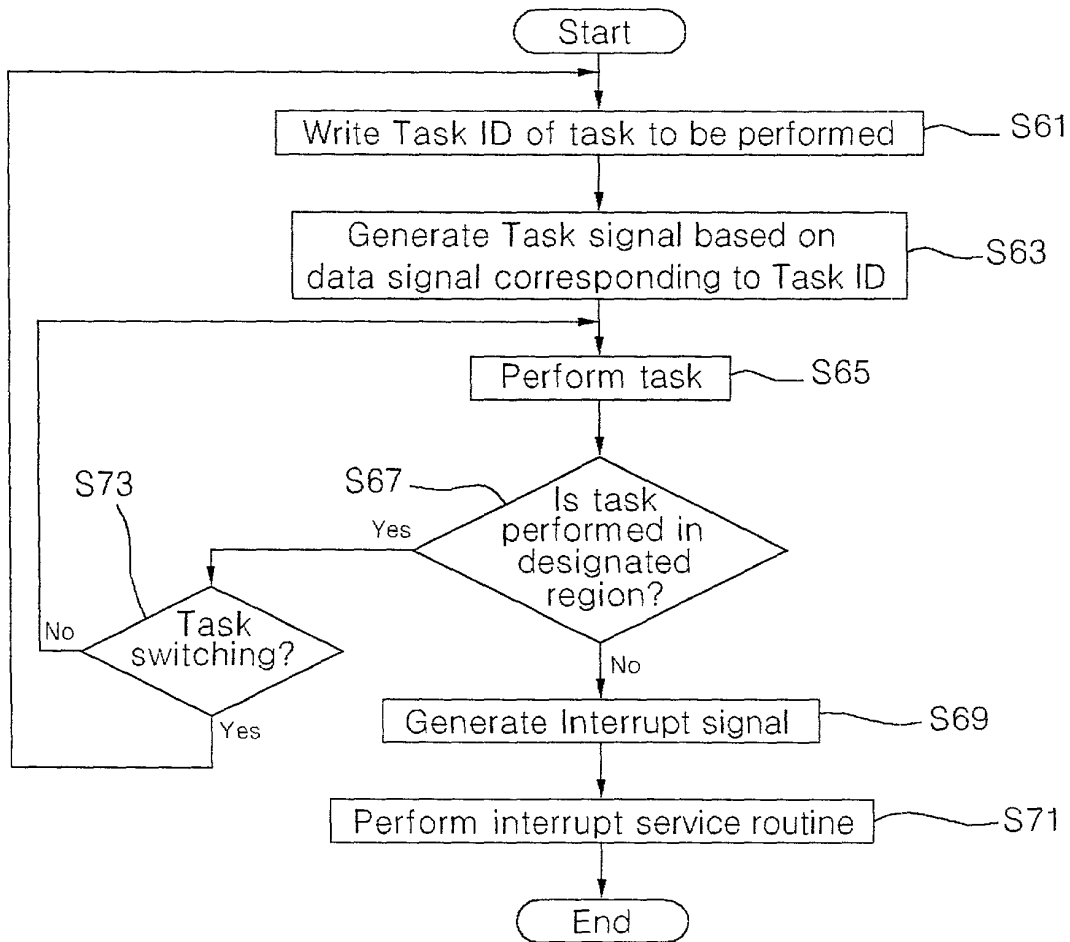 Start
Write Task ID of task to be performed
S61
Generate Task signal based on
data signal corresponding to Task ID
S63
Perform task
S65
S73
S67
Is task
performed in
designated
region?
Yes
Task
switching?
No
No
Yes
Generate Interrupt signal
S69
Perform interrupt service routine
S71
End